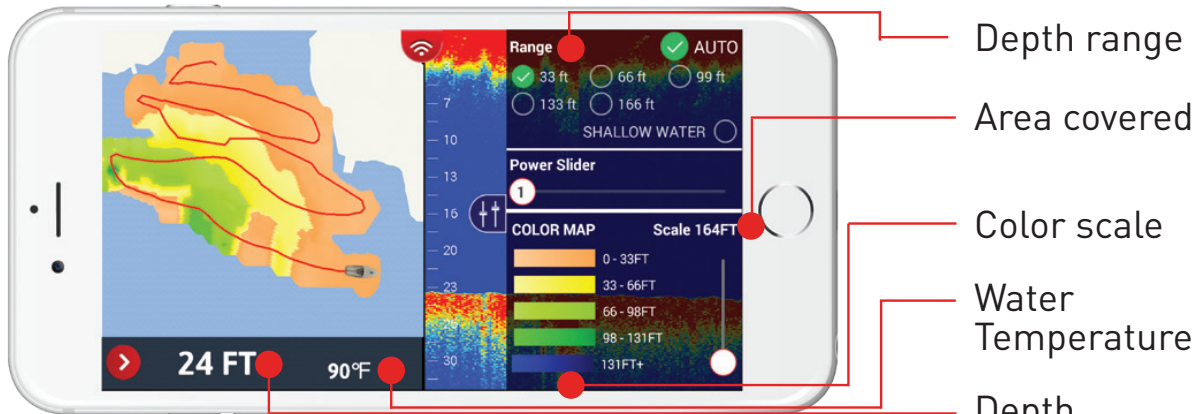 Range
AUTO
33 ft
66 ft
99 ft
133 ft
166 ft
SHALLOW WATER
Power Slider
1
COLOR MAP
Scale 164FT
0 - 33FT
33 - 66FT
66 - 98FT
98 - 131FT
131FT+
7
10
13
16
20
23
30
24 FT
90°F
Depth range
Area covered
Color scale
Water
Temperature
Depth